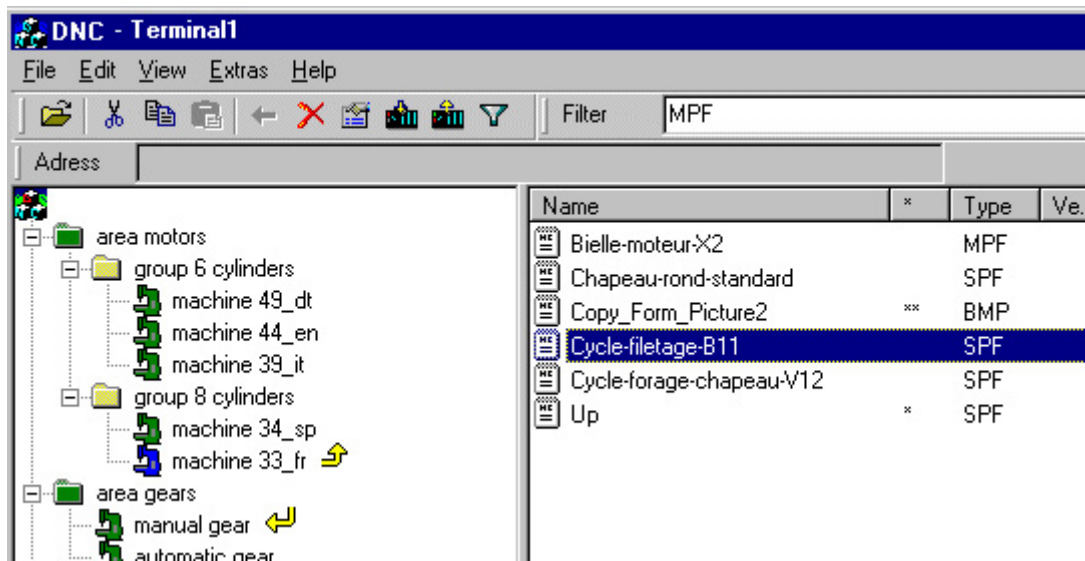 DNC - Terminal1
File Edit View Extras Help
Filter MPF
Adress
area motors
group 6 cylinders
machine 49_dt
machine 44_en
machine 39_it
group 8 cylinders
machine 34_sp
machine 33_fr
area gears
manual gear
automatic gear
Name * Type Ve.
Bielle-moteur-X2 MPF
Chapeau-rond-standard SPF
Copy_Form_Picture2 ** BMP
Cycle-filetage-B11 SPF
Cycle-forage-chapeau-V12 SPF
Up * SPF